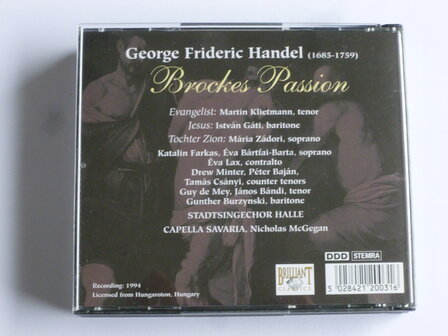 George Frideric Handel (1685-1759)
Brockes Passion
Evangelist: Martin Klietmann, tenor
Jesus: István Gáti, baritone
Tochter Zion: Mária Zádori, soprano
Katalin Farkas, Éva Bártfai-Barta, soprano
Éva Lax, contralto
Drew Minter, Péter Baján,
Tamás Csányi, counter tenors
Guy de Mey, János Bándi, tenor
Gunther Burzynski, baritone
STADTSINGECHOR HALLE
CAPELLA SAVARIA, Nicholas McGegan
Recording: 1994
Licensed from Hungaroton, Hungary
BRILLIANT
CLASSICS
DDD STEMRA
5 028421 200316